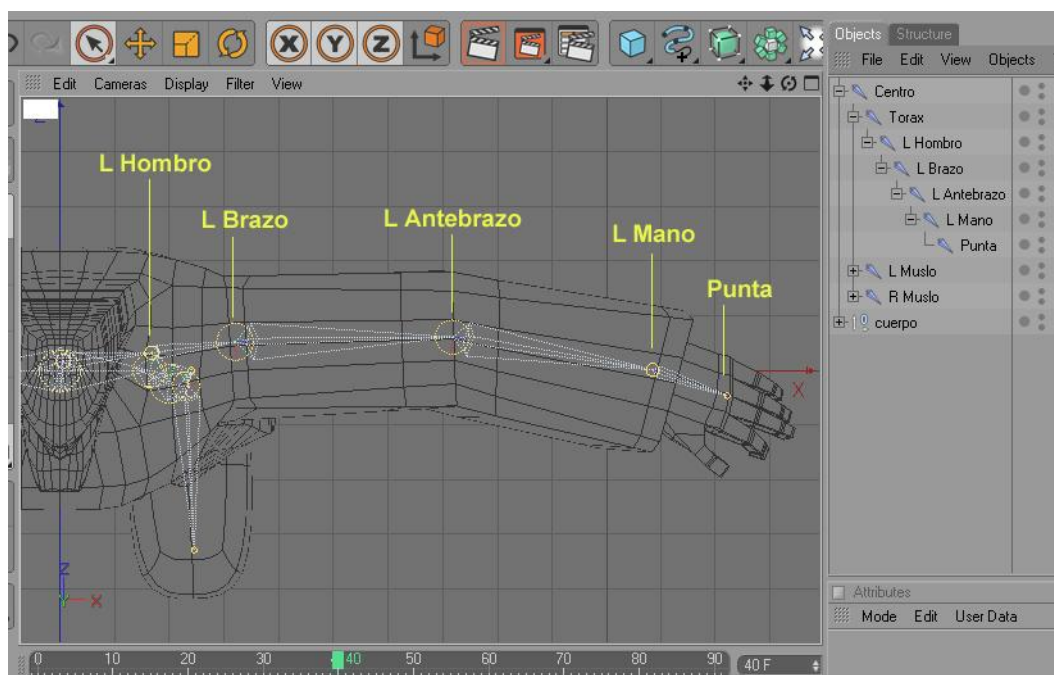 X Y Z
Objects Structure
File Edit View Objects
Edit Cameras Display Filter View
Centro
Torax
L Hombro
L Brazo
L Antebrazo
L Mano
Punta
L Muslo
R Muslo
cuerpo
L Hombro
L Brazo
L Antebrazo
L Mano
Punta
X
Z
Y X
Attributes
Mode Edit User Data
0 10 20 30 40 50 60 70 80 90 40 F